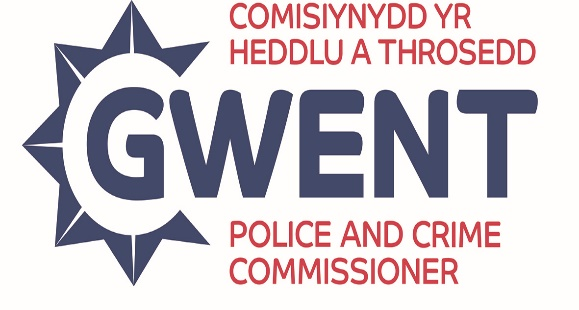 COMISIYNYDD YR
HEDDLU A THROSEDD
GWENT
POLICE AND CRIME
COMMISSIONER